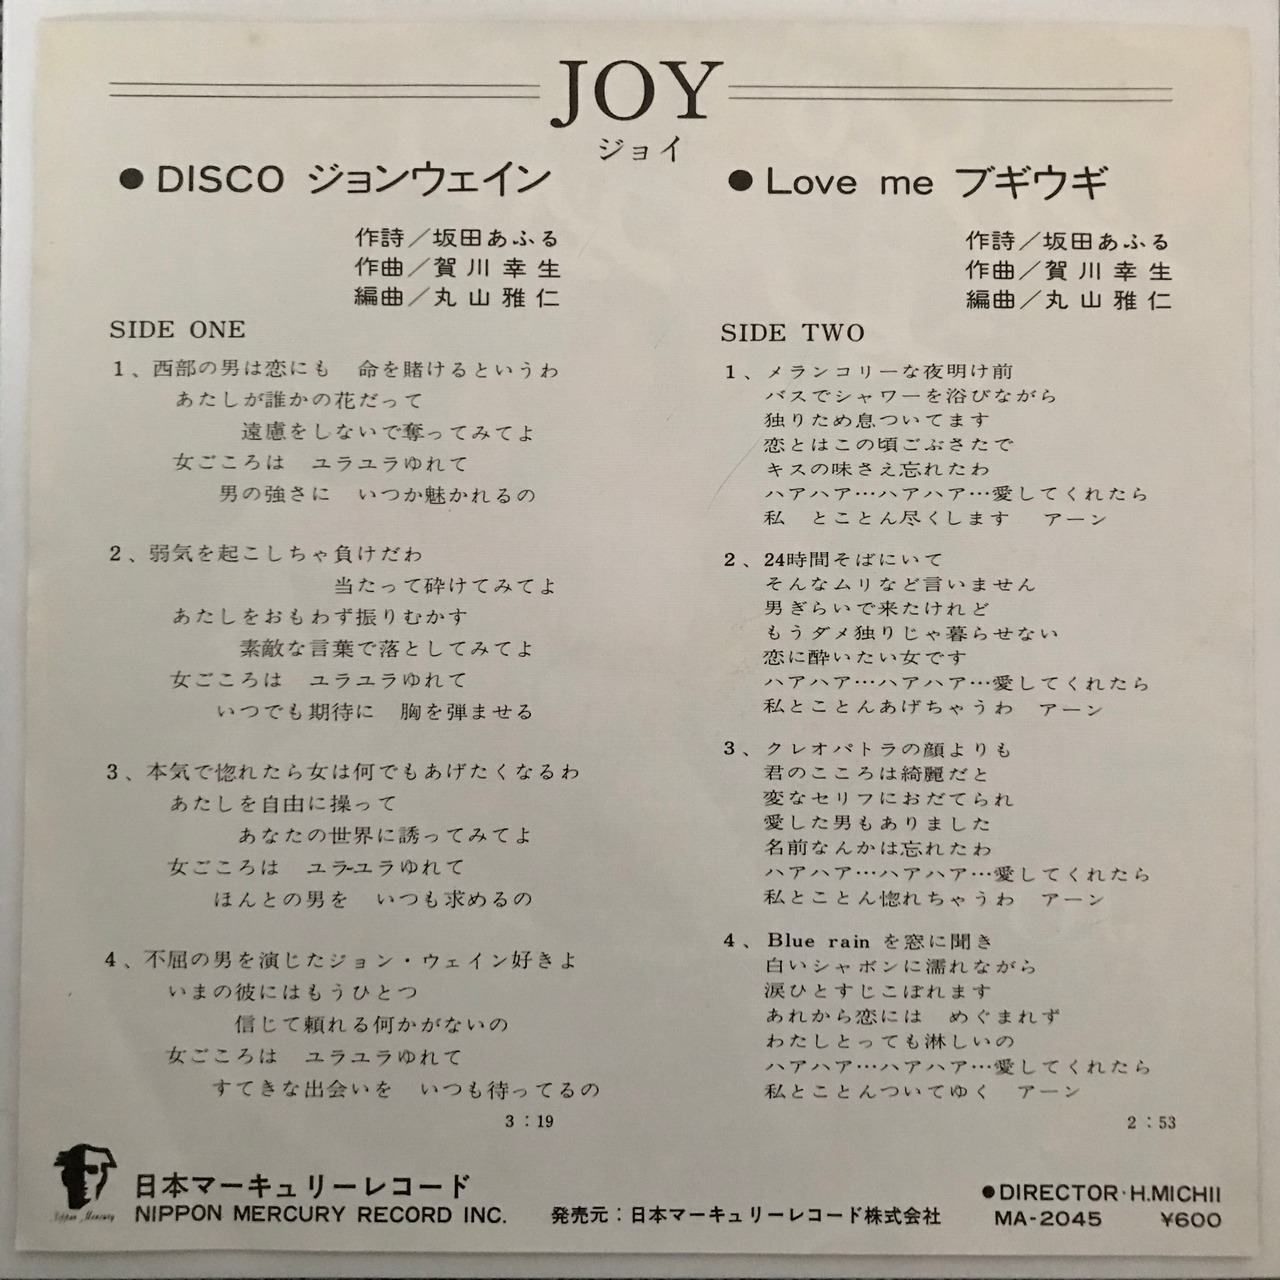 JOY
ジョイ
●DISCO ジョンウェイン
作詩／坂田あふる
作曲／賀川幸生
編曲／丸山雅仁
SIDE ONE
1、西部の男は恋にも　命を賭けるというわ
あたしが誰かの花だって
遠慮をしないで奪ってみてよ
女ごころは　ユラユラゆれて
男の強さに　いつか魅かれるの
2、弱気を起こしちゃ負けだわ
当たって砕けてみてよ
あたしをおもわず振りむかす
素敵な言葉で落としてみてよ
女ごころは　ユラユラゆれて
いつでも期待に　胸を弾ませる
3、本気で惚れたら女は何でもあげたくなるわ
あたしを自由に操って
あなたの世界に誘ってみてよ
女ごころは　ユラユラゆれて
ほんとの男を　いつも求めるの
4、不屈の男を演じたジョン・ウェイン好きよ
いまの彼にはもうひとつ
信じて頼れる何かがないの
女ごころは　ユラユラゆれて
すてきな出会いを　いつも待ってるの
3：19
●Love me ブギウギ
作詩／坂田あふる
作曲／賀川幸生
編曲／丸山雅仁
SIDE TWO
1、メランコリーな夜明け前
バスでシャワーを浴びながら
独りため息ついてます
恋とはこの頃ごぶさたで
キスの味さえ忘れたわ
ハアハア…ハアハア…愛してくれたら
私　とことん尽くします　アーン
2、24時間そばにいて
そんなムリなど言いません
男ぎらいで来たけれど
もうダメ独りじゃ暮らせない
恋に酔いたい女です
ハアハア…ハアハア…愛してくれたら
私とことんあげちゃうわ　アーン
3、クレオパトラの顔よりも
君のこころは綺麗だと
変なセリフにおだてられ
愛した男もありました
名前なんかは忘れたわ
ハアハア…ハアハア…愛してくれたら
私とことん惚れちゃうわ　アーン
4、Blue rain を窓に聞き
白いシャボンに濡れながら
涙ひとすじこぼれます
あれから恋には　めぐまれず
わたしとっても淋しいの
ハアハア…ハアハア…愛してくれたら
私とことんついてゆく　アーン
2：53
Nippon Mercury
日本マーキュリーレコード
NIPPON MERCURY RECORD INC.
発売元：日本マーキュリーレコード株式会社
●DIRECTOR・H.MICHII
MA-2045　¥600